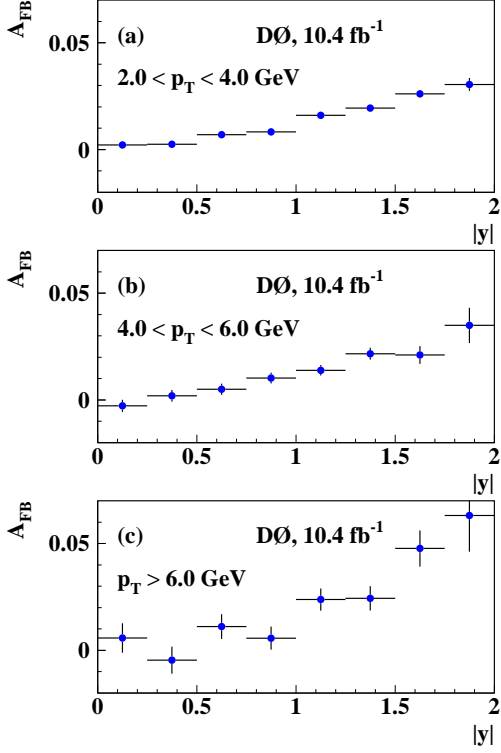 A_FB
0.05
(a) DØ, 10.4 fb⁻¹
2.0 < p_T < 4.0 GeV
0
0 0.5 1 1.5 2
|y|
A_FB
0.05
(b) DØ, 10.4 fb⁻¹
4.0 < p_T < 6.0 GeV
0
0 0.5 1 1.5 2
|y|
A_FB
0.05
(c) DØ, 10.4 fb⁻¹
p_T > 6.0 GeV
0
0 0.5 1 1.5 2
|y|